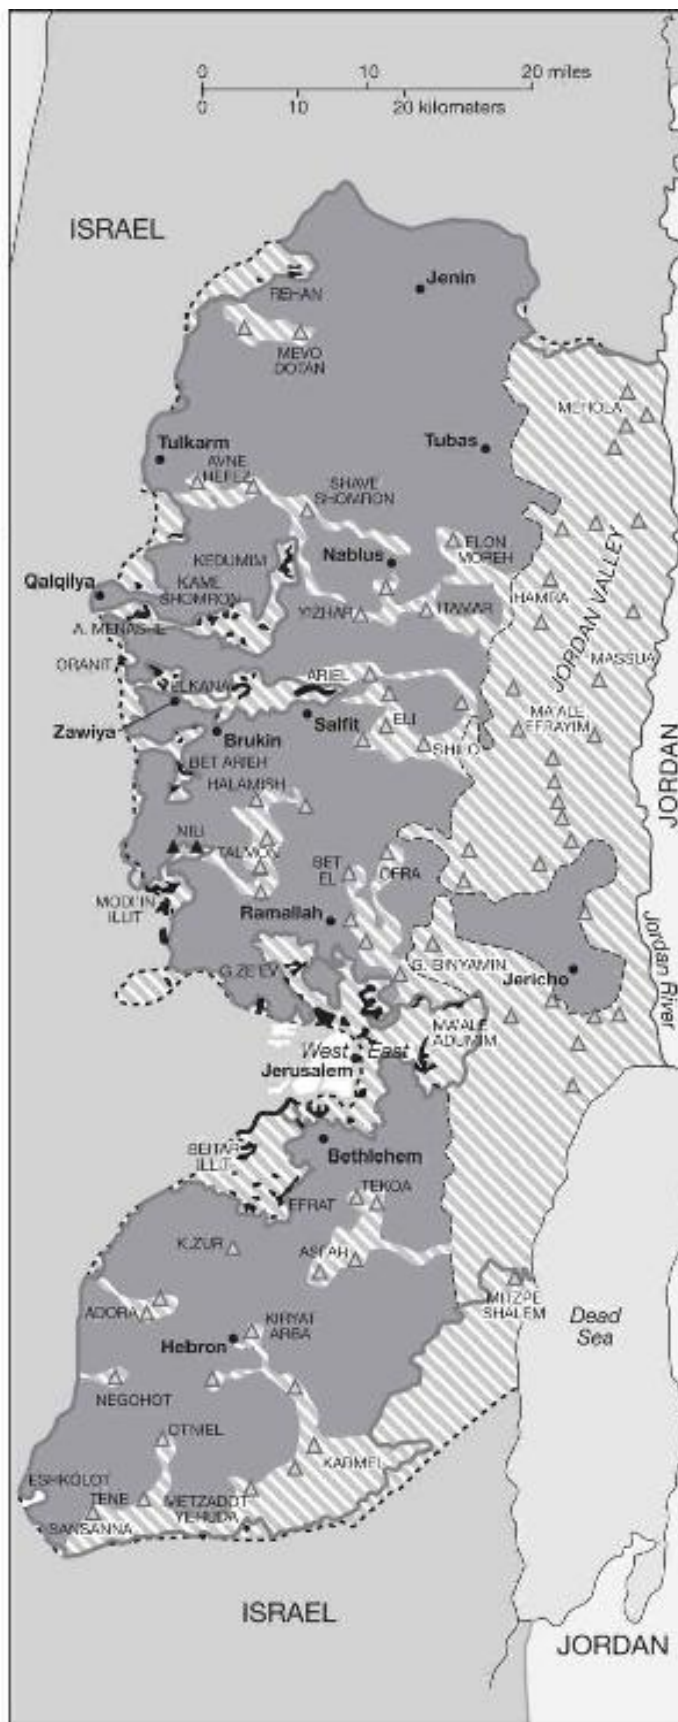 0 10 20 miles
0 10 20 kilometers
ISRAEL
Jenin
REHAN
MEVO
DOTAN
MEHOLA
Tulkarm
Tubas
AVNE
HEFEZ
SHAVE
SHOMRON
KEDUMIM
Nablus
ELON
MOREH
Qalqilya
KAME
SHOMRON
HAMRA
YIZHAR
ITAMAR
A. MENASHE
JORDAN VALLEY
ORANIT
ELKANA
ARIEL
MASSUA
Zawiya
Salfit
ELI
MA'ALE
EFRAYIM
Brukin
SHILO
BET ARIEH
HALAMISH
JORDAN
NILI
TALMON
BET
EL
OFRA
MODI'IN
ILLIT
Ramallah
G. ZE'EV
G. BINYAMIN
Jericho
Jordan River
MA'ALE
ADUMIM
West East
Jerusalem
BEITAR
ILLIT
Bethlehem
EFRAT
TEKOA
K.ZUR
ASFAR
MITZPE
SHALEM
ADORA
KIRYAT
ARBA
Dead
Sea
Hebron
NEGOHOT
OTNIEL
KARMEL
ESHKOLOT
TENE
METZADOT
YEHUDA
SANSANNA
ISRAEL
JORDAN